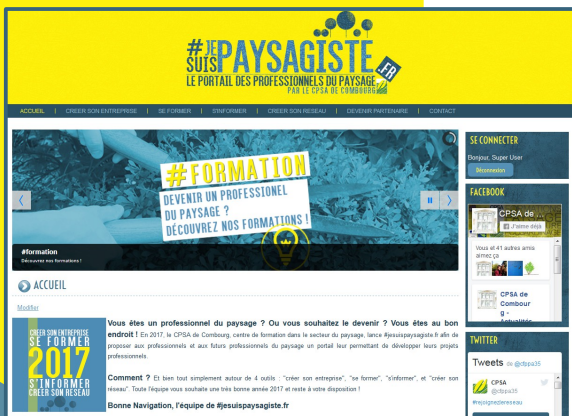 #JE SUIS PAYSAGISTE.FR
LE PORTAIL DES PROFESSIONNELS DU PAYSAGE
PAR LE CPSA DE COMBOURG
ACCUEIL | CREER SON ENTREPRISE | SE FORMER | S'INFORMER | CREER SON RESEAU | DEVENIR PARTENAIRE | CONTACT
#FORMATION
DEVENIR UN PROFESSIONEL
DU PAYSAGE ?
DÉCOUVREZ NOS FORMATIONS !
#formation
Découvrez nos formations !
SE CONNECTER
Bonjour, Super User
Déconnexion
FACEBOOK
CPSA de ...
J'aime déjà
Vous et 41 autres amis
aimez ça
CPSA de
Combour
g -
Actualités
TWITTER
Tweets de @cfppa35
CPSA
@cfppa35
#rejoignezlereseau
ACCUEIL
Modifier
CREER SON ENTREPRISE
SE FORMER
2017
S'INFORMER
CREER SON RESEAU
Vous êtes un professionnel du paysage ? Ou vous souhaitez le devenir ? Vous êtes au bon
endroit ! En 2017, le CPSA de Combourg, centre de formation dans le secteur du paysage, lance #jesuispaysagiste.fr afin de
proposer aux professionnels et aux futurs professionnels du paysage un portail leur permettant de développer leurs projets
professionnels.
Comment ? Et bien tout simplement autour de 4 outils : "créer son entreprise", "se former", "s'informer", et "créer son
réseau". Toute l'équipe vous souhaite une très bonne année 2017 et reste à votre disposition !
Bonne Navigation, l'équipe de #jesuispaysagiste.fr